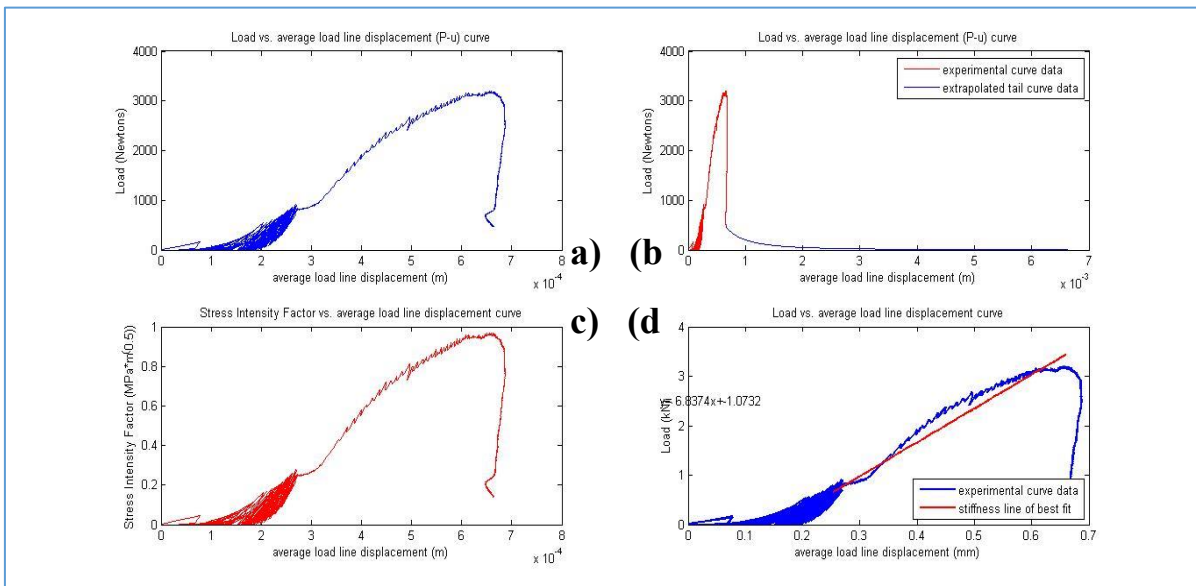 Load vs. average load line displacement (P-u) curve
4000
3000
2000
1000
0
Load (Newtons)
0 1 2 3 4 5 6 7 8
average load line displacement (m)
x 10⁻⁴
a)
Load vs. average load line displacement (P-u) curve
experimental curve data
extrapolated tail curve data
4000
3000
2000
1000
0
Load (Newtons)
0 1 2 3 4 5 6 7
average load line displacement (m)
x 10⁻³
(b
Stress Intensity Factor vs. average load line displacement curve
1
0.8
0.6
0.4
0.2
0
Stress Intensity Factor (MPa*m(0.5))
0 1 2 3 4 5 6 7 8
average load line displacement (m)
x 10⁻⁴
c)
Load vs. average load line displacement curve
4
3
2
1
0
Load (kN)
6.8374x+-1.0732
experimental curve data
stiffness line of best fit
0 0.1 0.2 0.3 0.4 0.5 0.6 0.7
average load line displacement (mm)
(d